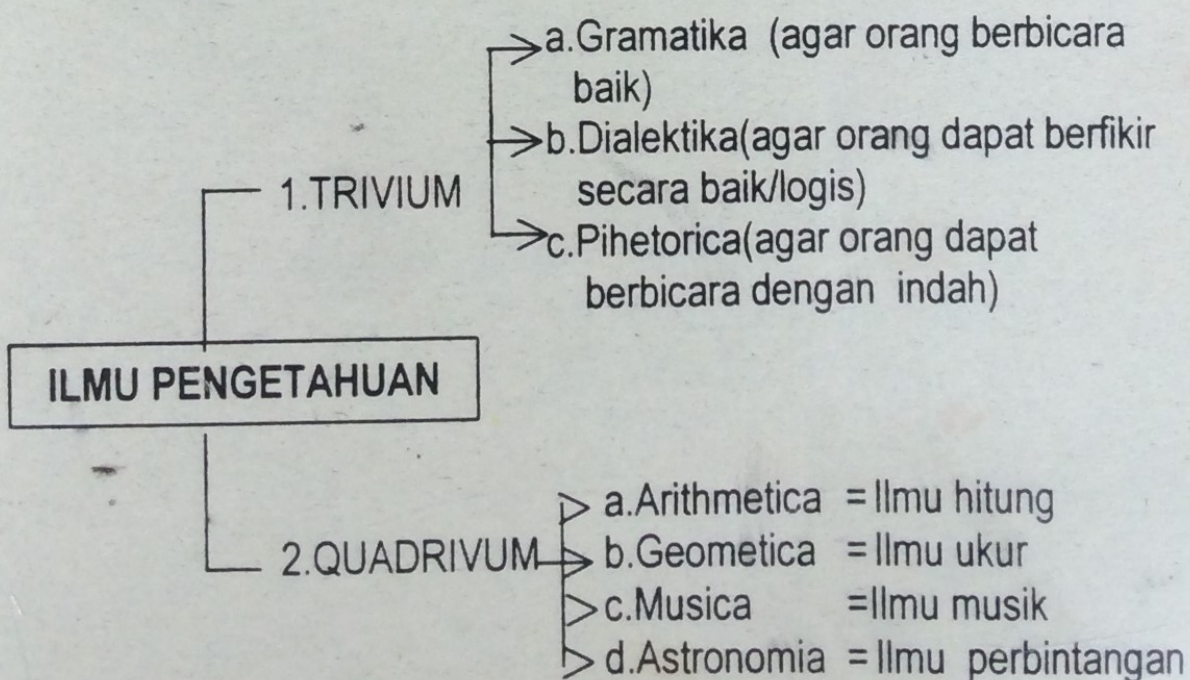 a.Gramatika (agar orang berbicara
baik)
b.Dialektika(agar orang dapat berfikir
secara baik/logis)
c.Pihetorica(agar orang dapat
berbicara dengan indah)
1.TRIVIUM
ILMU PENGETAHUAN
2.QUADRIVUM
a.Arithmetica = Ilmu hitung
b.Geometica = Ilmu ukur
c.Musica =Ilmu musik
d.Astronomia = Ilmu perbintangan